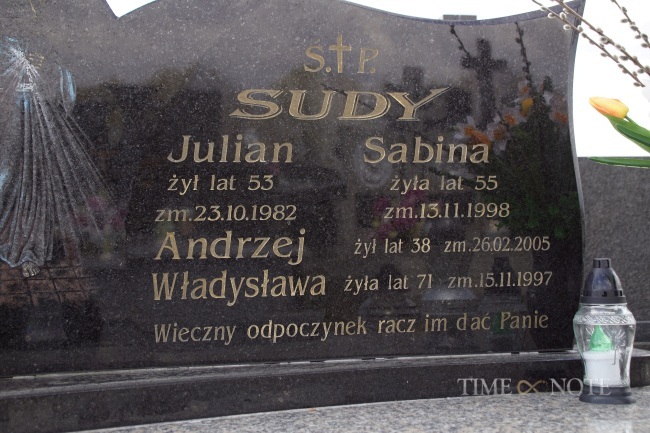 Ś.†P.
SUDY
Julian Sabina
żył lat 53 żyła lat 55
zm.23.10.1982 zm.13.11.1998
Andrzej żył lat 38 zm.26.02.2005
Władysława żyła lat 71 zm.15.11.1997
Wieczny odpoczynek racz im dać Panie
TIME NOTE